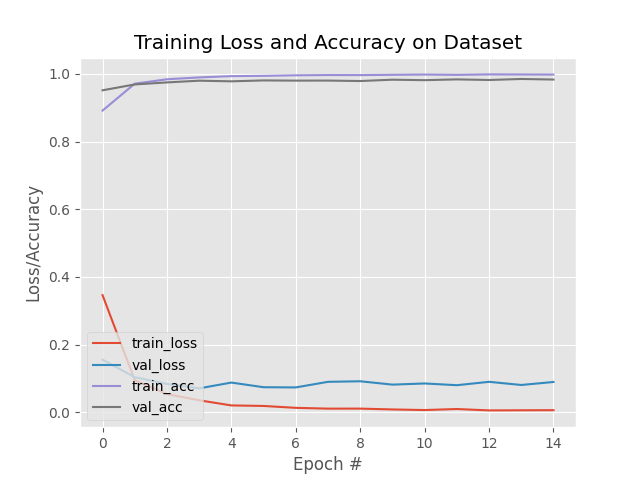 Training Loss and Accuracy on Dataset
Loss/Accuracy
1.0
0.8
0.6
0.4
0.2
0.0
train_loss
val_loss
train_acc
val_acc
0 2 4 6 8 10 12 14
Epoch #